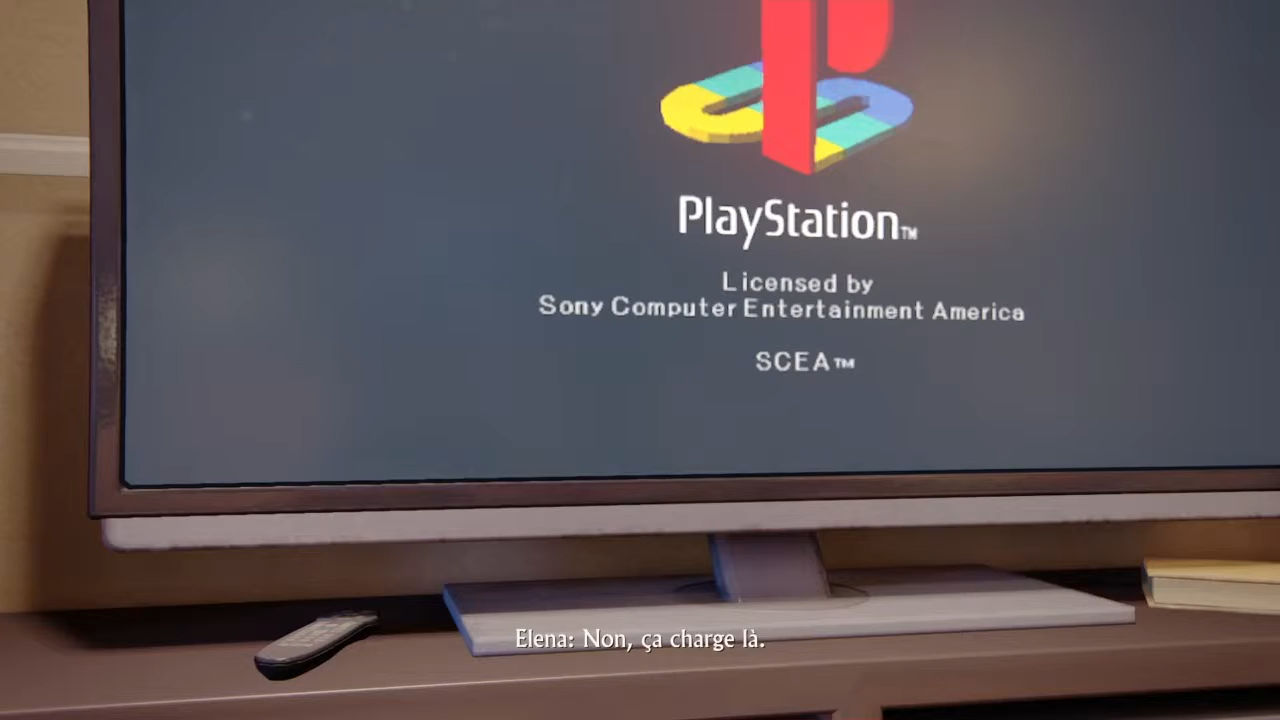 PlayStation™
Licensed by
Sony Computer Entertainment America
SCEA™
Elena: Non, ça charge là.